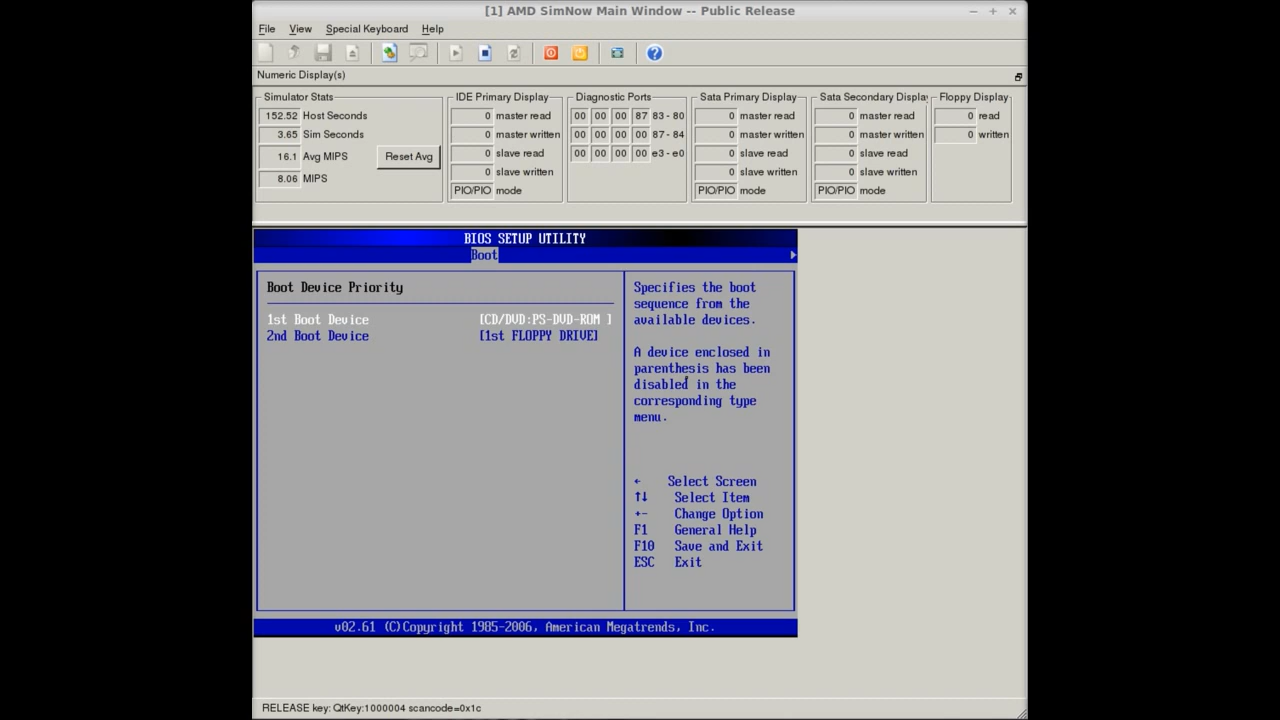 [1] AMD SimNow Main Window -- Public Release
File View Special Keyboard Help
Numeric Display(s)
Simulator Stats
152.52 Host Seconds
3.65 Sim Seconds
16.1 Avg MIPS
Reset Avg
8.06 MIPS
IDE Primary Display
0 master read
0 master written
0 slave read
0 slave written
PIO/PIO mode
Diagnostic Ports
00 00 00 87 83 - 80
00 00 00 00 87 - 84
00 00 00 00 e3 - e0
Sata Primary Display
0 master read
0 master written
0 slave read
0 slave written
PIO/PIO mode
Sata Secondary Display
0 master read
0 master written
0 slave read
0 slave written
PIO/PIO mode
Floppy Display
0 read
0 written
BIOS SETUP UTILITY
Boot
Boot Device Priority
1st Boot Device [CD/DVD:PS-DVD-ROM ]
2nd Boot Device [1st FLOPPY DRIVE]
Specifies the boot
sequence from the
available devices.
A device enclosed in
parenthesis has been
disabled in the
corresponding type
menu.
← Select Screen
↑↓ Select Item
+- Change Option
F1 General Help
F10 Save and Exit
ESC Exit
v02.61 (C)Copyright 1985-2006, American Megatrends, Inc.
RELEASE key: QtKey:1000004 scancode=0x1c